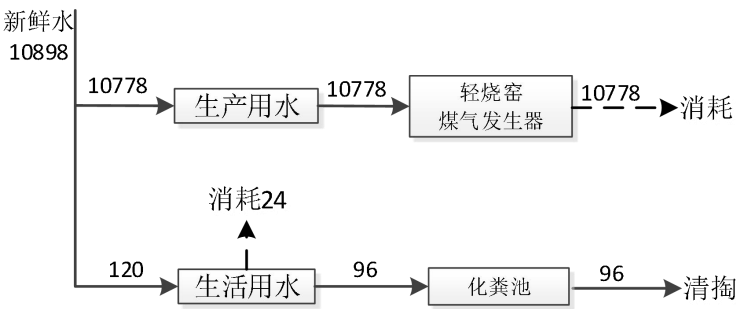 新鲜水
10898
10778
生产用水
10778
轻烧窑
煤气发生器
10778
消耗
消耗24
120
生活用水
96
化粪池
96
清掏